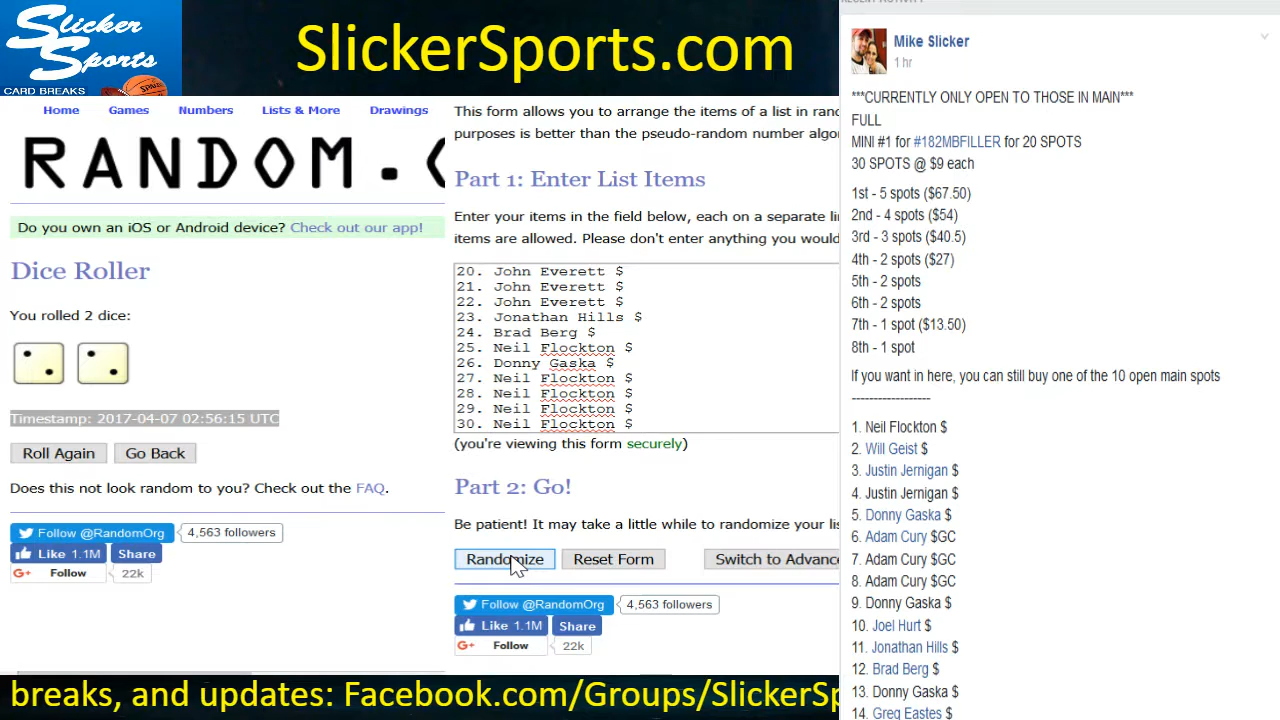 Slicker
Sports
CARD BREAKS
SPALDING
SlickerSports.com
Home Games Numbers Lists & More Drawings
RANDOM.
Do you own an iOS or Android device? Check out our app!
Dice Roller
You rolled 2 dice:
Timestamp: 2017-04-07 02:56:15 UTC
Roll Again Go Back
Does this not look random to you? Check out the FAQ.
Follow @RandomOrg 4,563 followers
Like 1.1M Share
G+ Follow 22k
This form allows you to arrange the items of a list in ran
purposes is better than the pseudo-random number algor
Part 1: Enter List Items
Enter your items in the field below, each on a separate li
items are allowed. Please don't enter anything you would
20. John Everett $
21. John Everett $
22. John Everett $
23. Jonathan Hills $
24. Brad Berg $
25. Neil Flockton $
26. Donny Gaska $
27. Neil Flockton $
28. Neil Flockton $
29. Neil Flockton $
30. Neil Flockton $
(you're viewing this form securely)
Part 2: Go!
Be patient! It may take a little while to randomize your lis
Randomize Reset Form Switch to Advance
Follow @RandomOrg 4,563 followers
Like 1.1M Share
G+ Follow 22k
RECENT ACTIVITY
Mike Slicker
1 hr
***CURRENTLY ONLY OPEN TO THOSE IN MAIN***
FULL
MINI #1 for #182MBFILLER for 20 SPOTS
30 SPOTS @ $9 each
1st - 5 spots ($67.50)
2nd - 4 spots ($54)
3rd - 3 spots ($40.5)
4th - 2 spots ($27)
5th - 2 spots
6th - 2 spots
7th - 1 spot ($13.50)
8th - 1 spot
If you want in here, you can still buy one of the 10 open main spots
------------------
1. Neil Flockton $
2. Will Geist $
3. Justin Jernigan $
4. Justin Jernigan $
5. Donny Gaska $
6. Adam Cury $GC
7. Adam Cury $GC
8. Adam Cury $GC
9. Donny Gaska $
10. Joel Hurt $
11. Jonathan Hills $
12. Brad Berg $
13. Donny Gaska $
14. Greg Eastes $
breaks, and updates: Facebook.com/Groups/SlickerSp